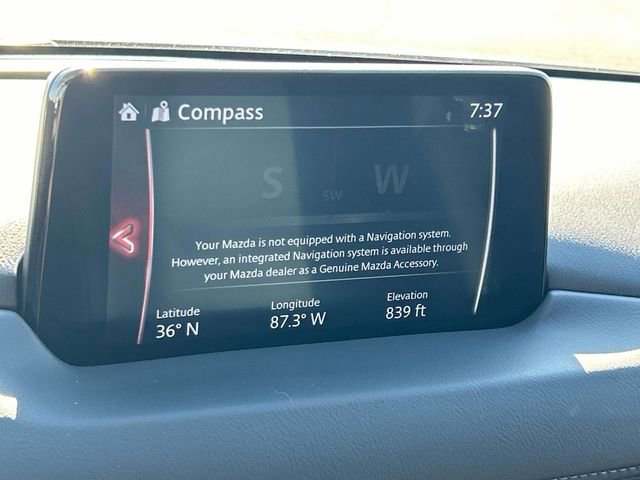 Compass
7:37
S
SW
W
Your Mazda is not equipped with a Navigation system.
However, an integrated Navigation system is available through
your Mazda dealer as a Genuine Mazda Accessory.
Latitude
36° N
Longitude
87.3° W
Elevation
839 ft